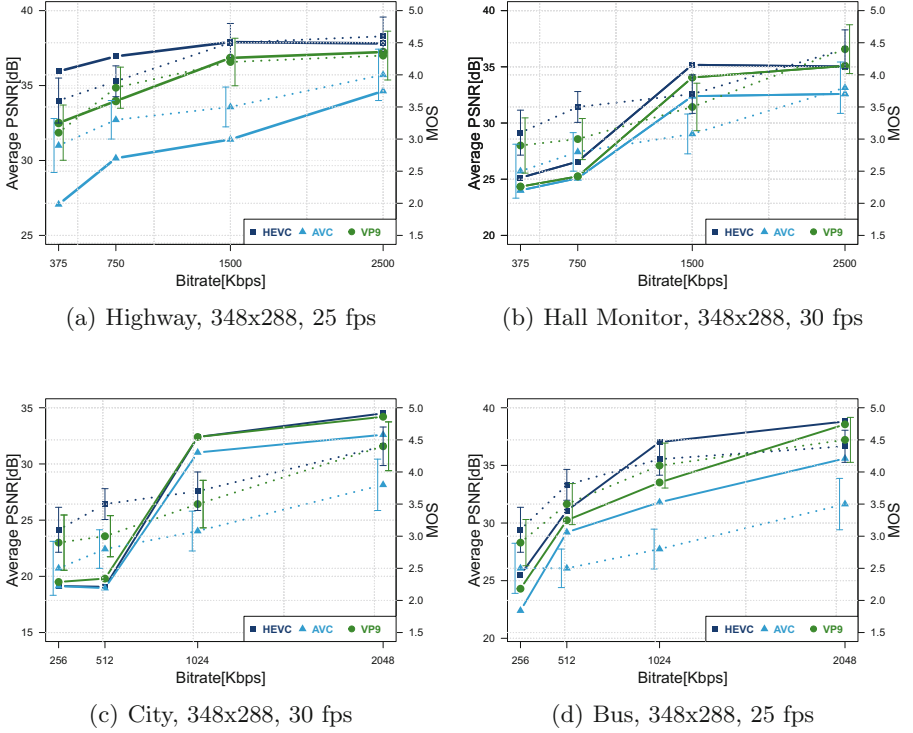 40
35
30
25
Average PSNR[dB]
5.0
4.5
4.0
3.5
3.0
2.5
2.0
1.5
MOS
HEVC AVC VP9
375 750 1500 2500
Bitrate[Kbps]
(a) Highway, 348x288, 25 fps
40
35
30
25
20
Average PSNR[dB]
5.0
4.5
4.0
3.5
3.0
2.5
2.0
1.5
MOS
HEVC AVC VP9
375 750 1500 2500
Bitrate[Kbps]
(b) Hall Monitor, 348x288, 30 fps
35
30
25
20
15
Average PSNR[dB]
5.0
4.5
4.0
3.5
3.0
2.5
2.0
1.5
MOS
HEVC AVC VP9
256 512 1024 2048
Bitrate[Kbps]
(c) City, 348x288, 30 fps
40
35
30
25
20
Average PSNR[dB]
5.0
4.5
4.0
3.5
3.0
2.5
2.0
1.5
MOS
HEVC AVC VP9
256 512 1024 2048
Bitrate[Kbps]
(d) Bus, 348x288, 25 fps